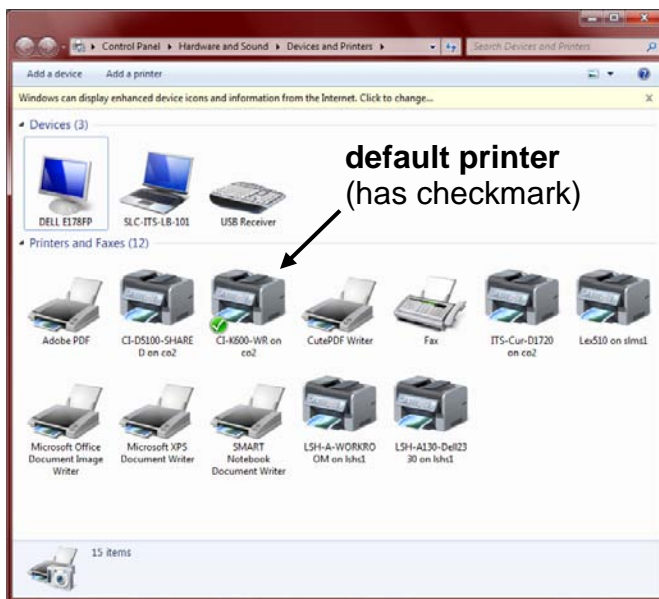 Control Panel ▸ Hardware and Sound ▸ Devices and Printers ▸
Search Devices and Printers
Add a device Add a printer
Windows can display enhanced device icons and information from the Internet. Click to change...
x
Devices (3)
default printer
(has checkmark)
DELL E178FP
SLC-ITS-LB-101
USB Receiver
Printers and Faxes (12)
Adobe PDF
CI-D5100-SHARE
D on co2
CI-K600-WR on
co2
CutePDF Writer
Fax
ITS-Cur-D1720
on co2
Lex510 on slms1
Microsoft Office
Document Image
Writer
Microsoft XPS
Document Writer
SMART
Notebook
Document Writer
LSH-A-WORKRO
OM on lshs1
LSH-A130-Dell23
30 on lshs1
15 items